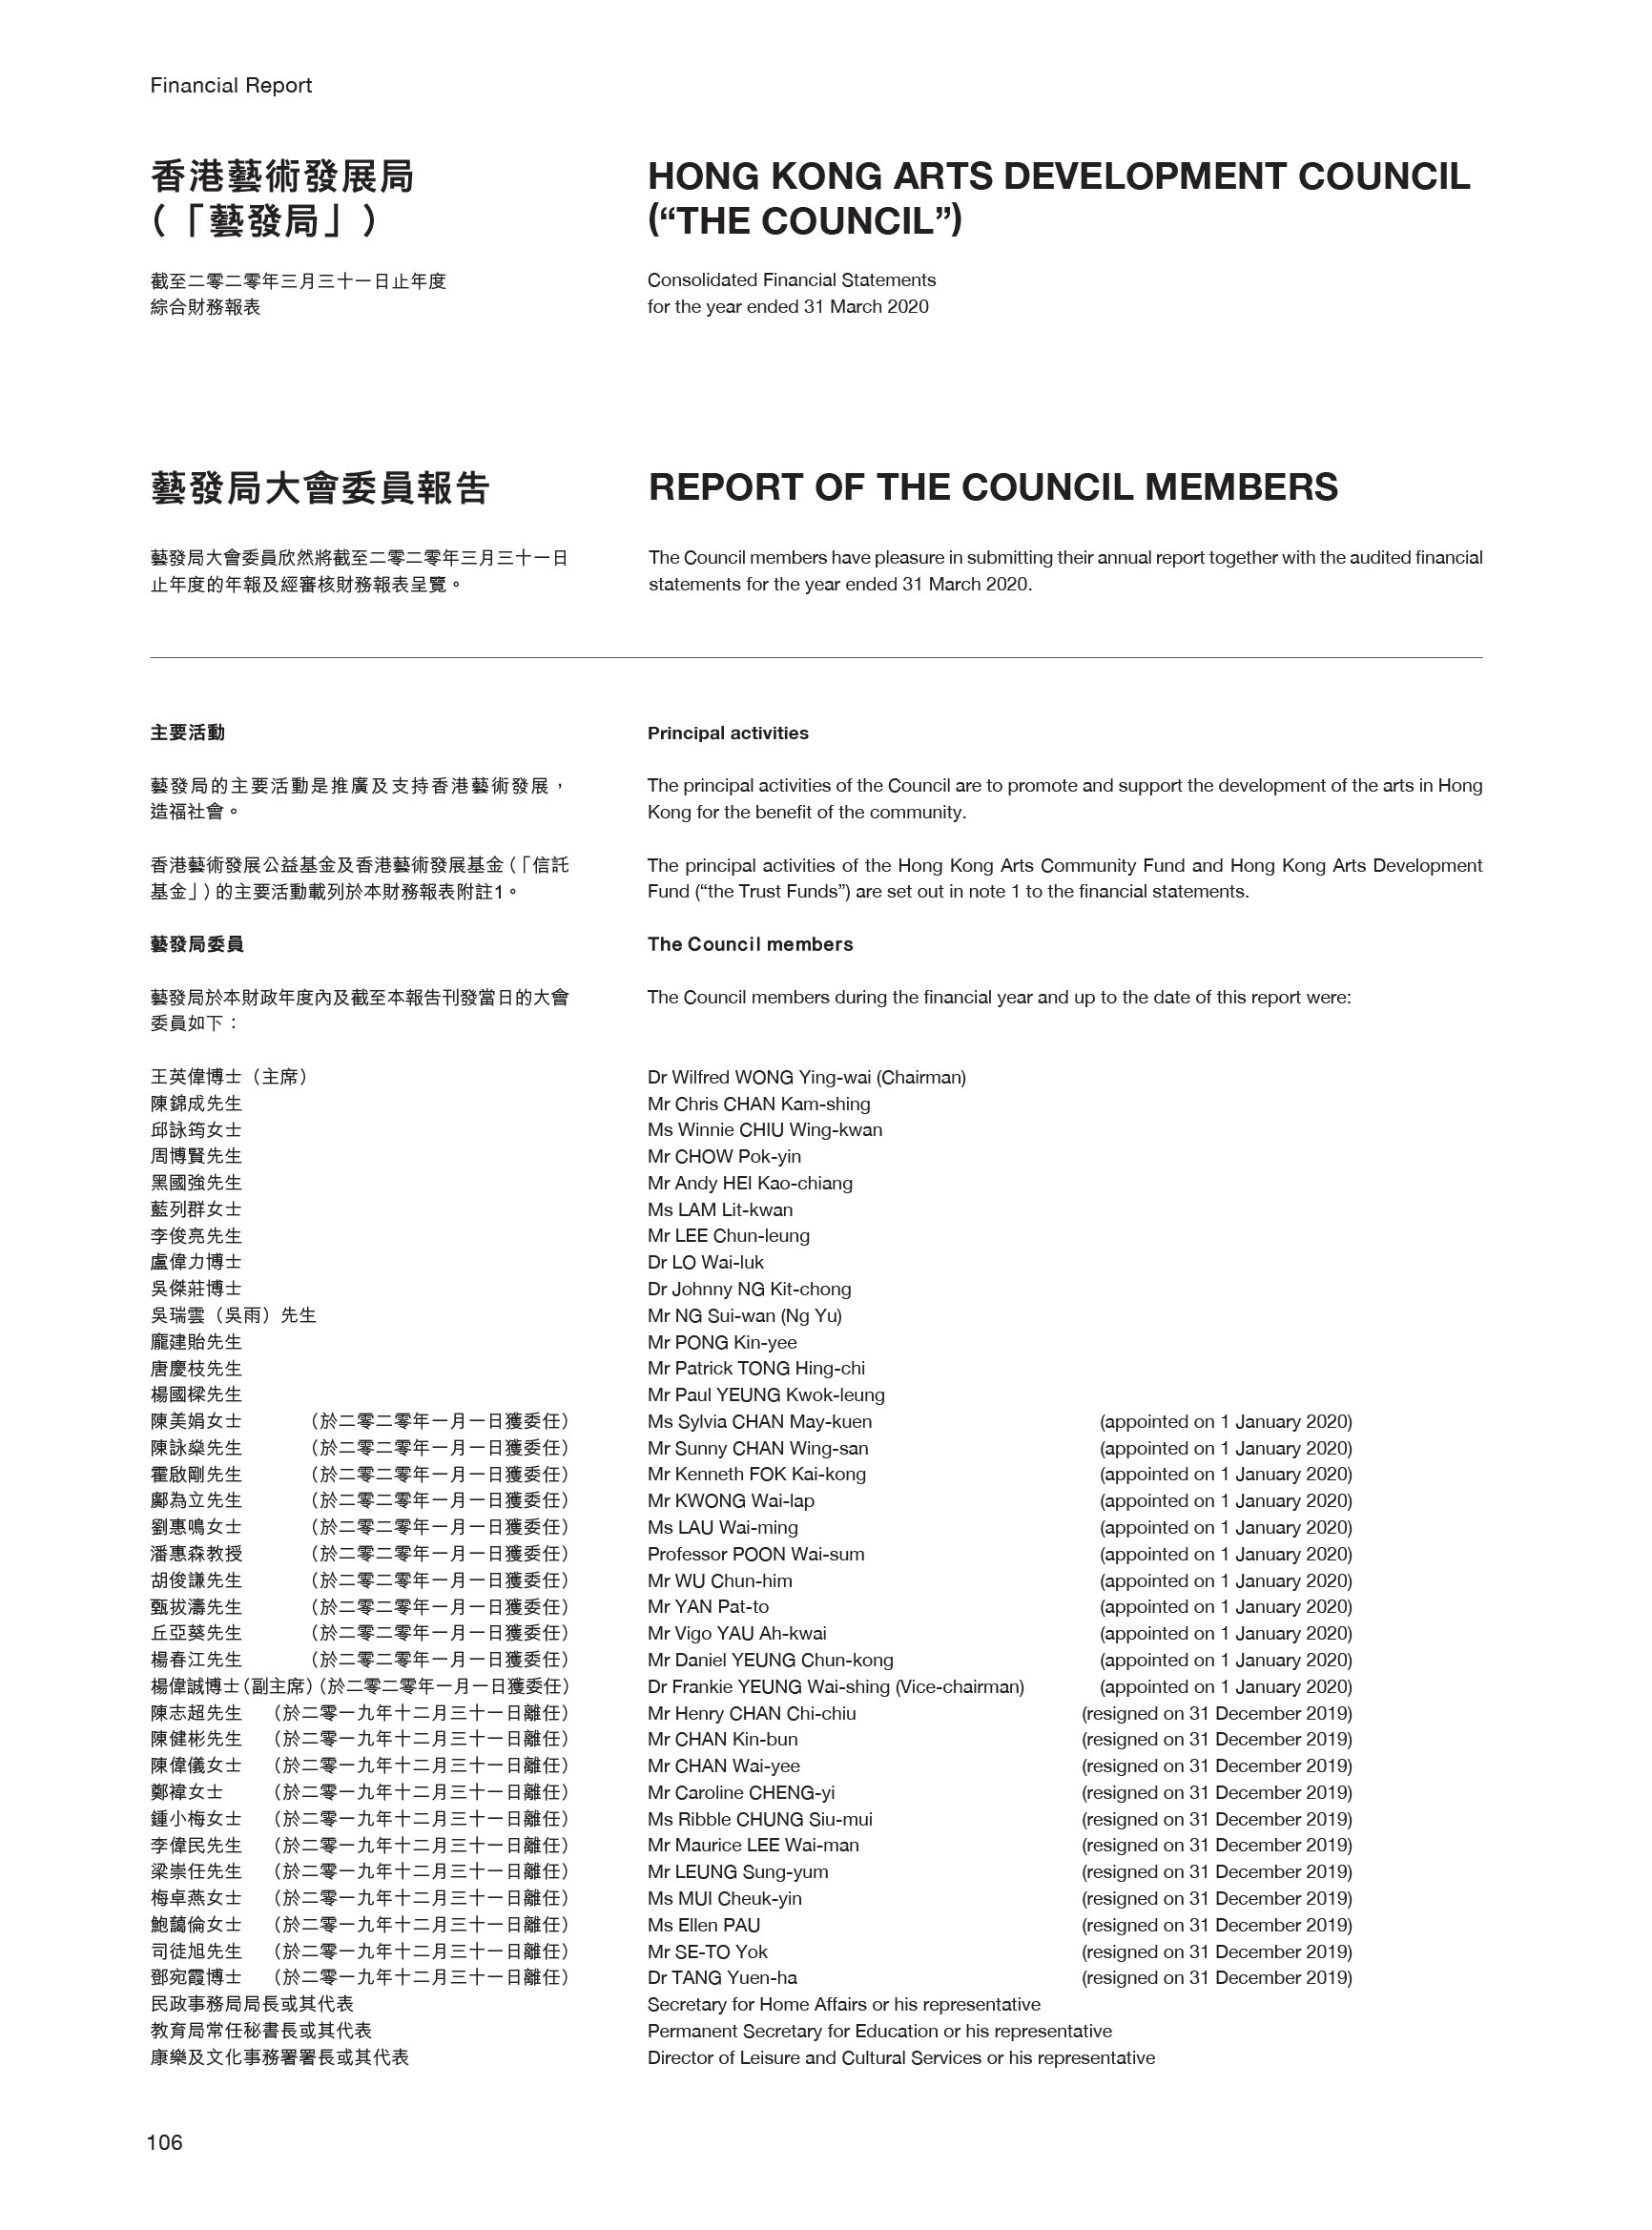 Financial Report
香港藝術發展局
（「藝發局」）
HONG KONG ARTS DEVELOPMENT COUNCIL
(“THE COUNCIL”)
截至二零二零年三月三十一日止年度
綜合財務報表
Consolidated Financial Statements
for the year ended 31 March 2020
藝發局大會委員報告
REPORT OF THE COUNCIL MEMBERS
藝發局大會委員欣然將截至二零二零年三月三十一日
止年度的年報及經審核財務報表呈覽。
The Council members have pleasure in submitting their annual report together with the audited financial
statements for the year ended 31 March 2020.
主要活動
Principal activities
藝發局的主要活動是推廣及支持香港藝術發展，
造福社會。
The principal activities of the Council are to promote and support the development of the arts in Hong
Kong for the benefit of the community.
香港藝術發展公益基金及香港藝術發展基金（「信託
基金」）的主要活動載列於本財務報表附註1。
The principal activities of the Hong Kong Arts Community Fund and Hong Kong Arts Development
Fund (“the Trust Funds”) are set out in note 1 to the financial statements.
藝發局委員
The Council members
藝發局於本財政年度內及截至本報告刊發當日的大會
委員如下：
The Council members during the financial year and up to the date of this report were:
王英偉博士（主席） Dr Wilfred WONG Ying-wai (Chairman)
陳錦成先生 Mr Chris CHAN Kam-shing
邱詠筠女士 Ms Winnie CHIU Wing-kwan
周博賢先生 Mr CHOW Pok-yin
黑國強先生 Mr Andy HEI Kao-chiang
藍列群女士 Ms LAM Lit-kwan
李俊亮先生 Mr LEE Chun-leung
盧偉力博士 Dr LO Wai-luk
吳傑莊博士 Dr Johnny NG Kit-chong
吳瑞雲（吳雨）先生 Mr NG Sui-wan (Ng Yu)
龐建貽先生 Mr PONG Kin-yee
唐慶枝先生 Mr Patrick TONG Hing-chi
楊國樑先生 Mr Paul YEUNG Kwok-leung
陳美娟女士 （於二零二零年一月一日獲委任） Ms Sylvia CHAN May-kuen (appointed on 1 January 2020)
陳詠燊先生 （於二零二零年一月一日獲委任） Mr Sunny CHAN Wing-san (appointed on 1 January 2020)
霍啟剛先生 （於二零二零年一月一日獲委任） Mr Kenneth FOK Kai-kong (appointed on 1 January 2020)
鄺為立先生 （於二零二零年一月一日獲委任） Mr KWONG Wai-lap (appointed on 1 January 2020)
劉惠鳴女士 （於二零二零年一月一日獲委任） Ms LAU Wai-ming (appointed on 1 January 2020)
潘惠森教授 （於二零二零年一月一日獲委任） Professor POON Wai-sum (appointed on 1 January 2020)
胡俊謙先生 （於二零二零年一月一日獲委任） Mr WU Chun-him (appointed on 1 January 2020)
甄拔濤先生 （於二零二零年一月一日獲委任） Mr YAN Pat-to (appointed on 1 January 2020)
丘亞葵先生 （於二零二零年一月一日獲委任） Mr Vigo YAU Ah-kwai (appointed on 1 January 2020)
楊春江先生 （於二零二零年一月一日獲委任） Mr Daniel YEUNG Chun-kong (appointed on 1 January 2020)
楊偉誠博士（副主席）（於二零二零年一月一日獲委任） Dr Frankie YEUNG Wai-shing (Vice-chairman) (appointed on 1 January 2020)
陳志超先生 （於二零一九年十二月三十一日離任） Mr Henry CHAN Chi-chiu (resigned on 31 December 2019)
陳健彬先生 （於二零一九年十二月三十一日離任） Mr CHAN Kin-bun (resigned on 31 December 2019)
陳偉儀女士 （於二零一九年十二月三十一日離任） Mr CHAN Wai-yee (resigned on 31 December 2019)
鄭禕女士 （於二零一九年十二月三十一日離任） Mr Caroline CHENG-yi (resigned on 31 December 2019)
鍾小梅女士 （於二零一九年十二月三十一日離任） Ms Ribble CHUNG Siu-mui (resigned on 31 December 2019)
李偉民先生 （於二零一九年十二月三十一日離任） Mr Maurice LEE Wai-man (resigned on 31 December 2019)
梁崇任先生 （於二零一九年十二月三十一日離任） Mr LEUNG Sung-yum (resigned on 31 December 2019)
梅卓燕女士 （於二零一九年十二月三十一日離任） Ms MUI Cheuk-yin (resigned on 31 December 2019)
鮑藹倫女士 （於二零一九年十二月三十一日離任） Ms Ellen PAU (resigned on 31 December 2019)
司徒旭先生 （於二零一九年十二月三十一日離任） Mr SE-TO Yok (resigned on 31 December 2019)
鄧宛霞博士 （於二零一九年十二月三十一日離任） Dr TANG Yuen-ha (resigned on 31 December 2019)
民政事務局局長或其代表 Secretary for Home Affairs or his representative
教育局常任秘書長或其代表 Permanent Secretary for Education or his representative
康樂及文化事務署署長或其代表 Director of Leisure and Cultural Services or his representative
106